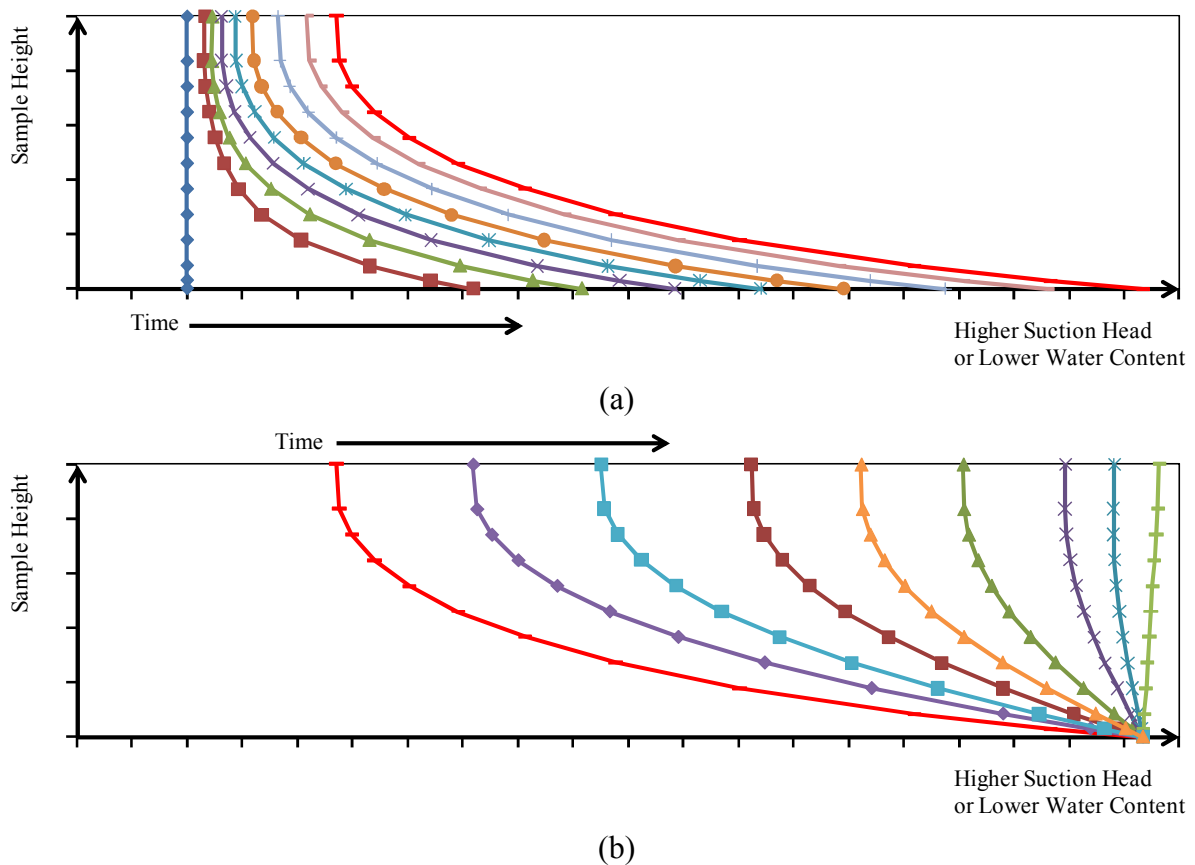 Sample Height
Time
Higher Suction Head
or Lower Water Content
(a)
Time
Sample Height
Higher Suction Head
or Lower Water Content
(b)